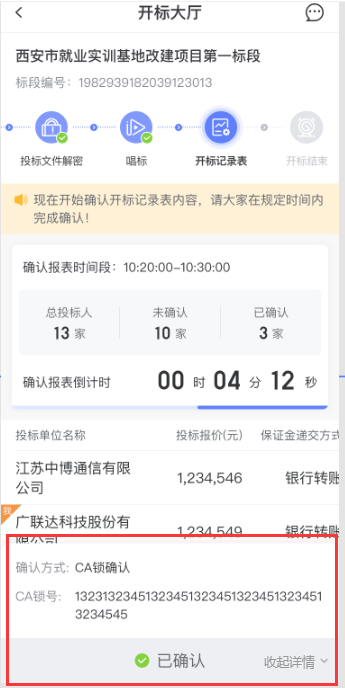 开标大厅
西安市就业实训基地改建项目第一标段
标段编号：1982939182039123013
投标文件解密 唱标 开标记录表 开标结束
现在开始确认开标记录表内容，请大家在规定时间内
完成确认！
确认报表时间段：10:20:00-10:30:00
总投标人 未确认 已确认
13 家 10 家 3 家
确认报表倒计时 00 时 04 分 12 秒
投标单位名称 投标报价(元) 保证金递交方式
江苏中博通信有限
公司
1,234,546 银行转账
我
广联达科技股份有
限公司
1,234,549 银行转账
确认方式：CA锁确认
CA锁号：132313234513234513234513234513234513
3234545
已确认 收起详情